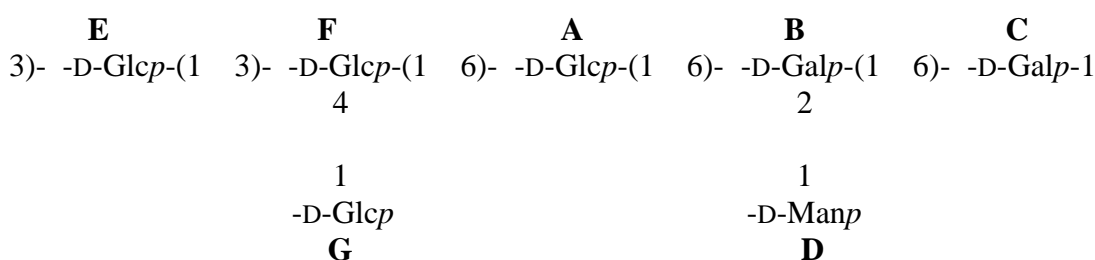 E F A B C
3)- -D-Glcp-(1 3)- -D-Glcp-(1 6)- -D-Glcp-(1 6)- -D-Galp-(1 6)- -D-Galp-1
4 2
1 1
-D-Glcp -D-Manp
G D